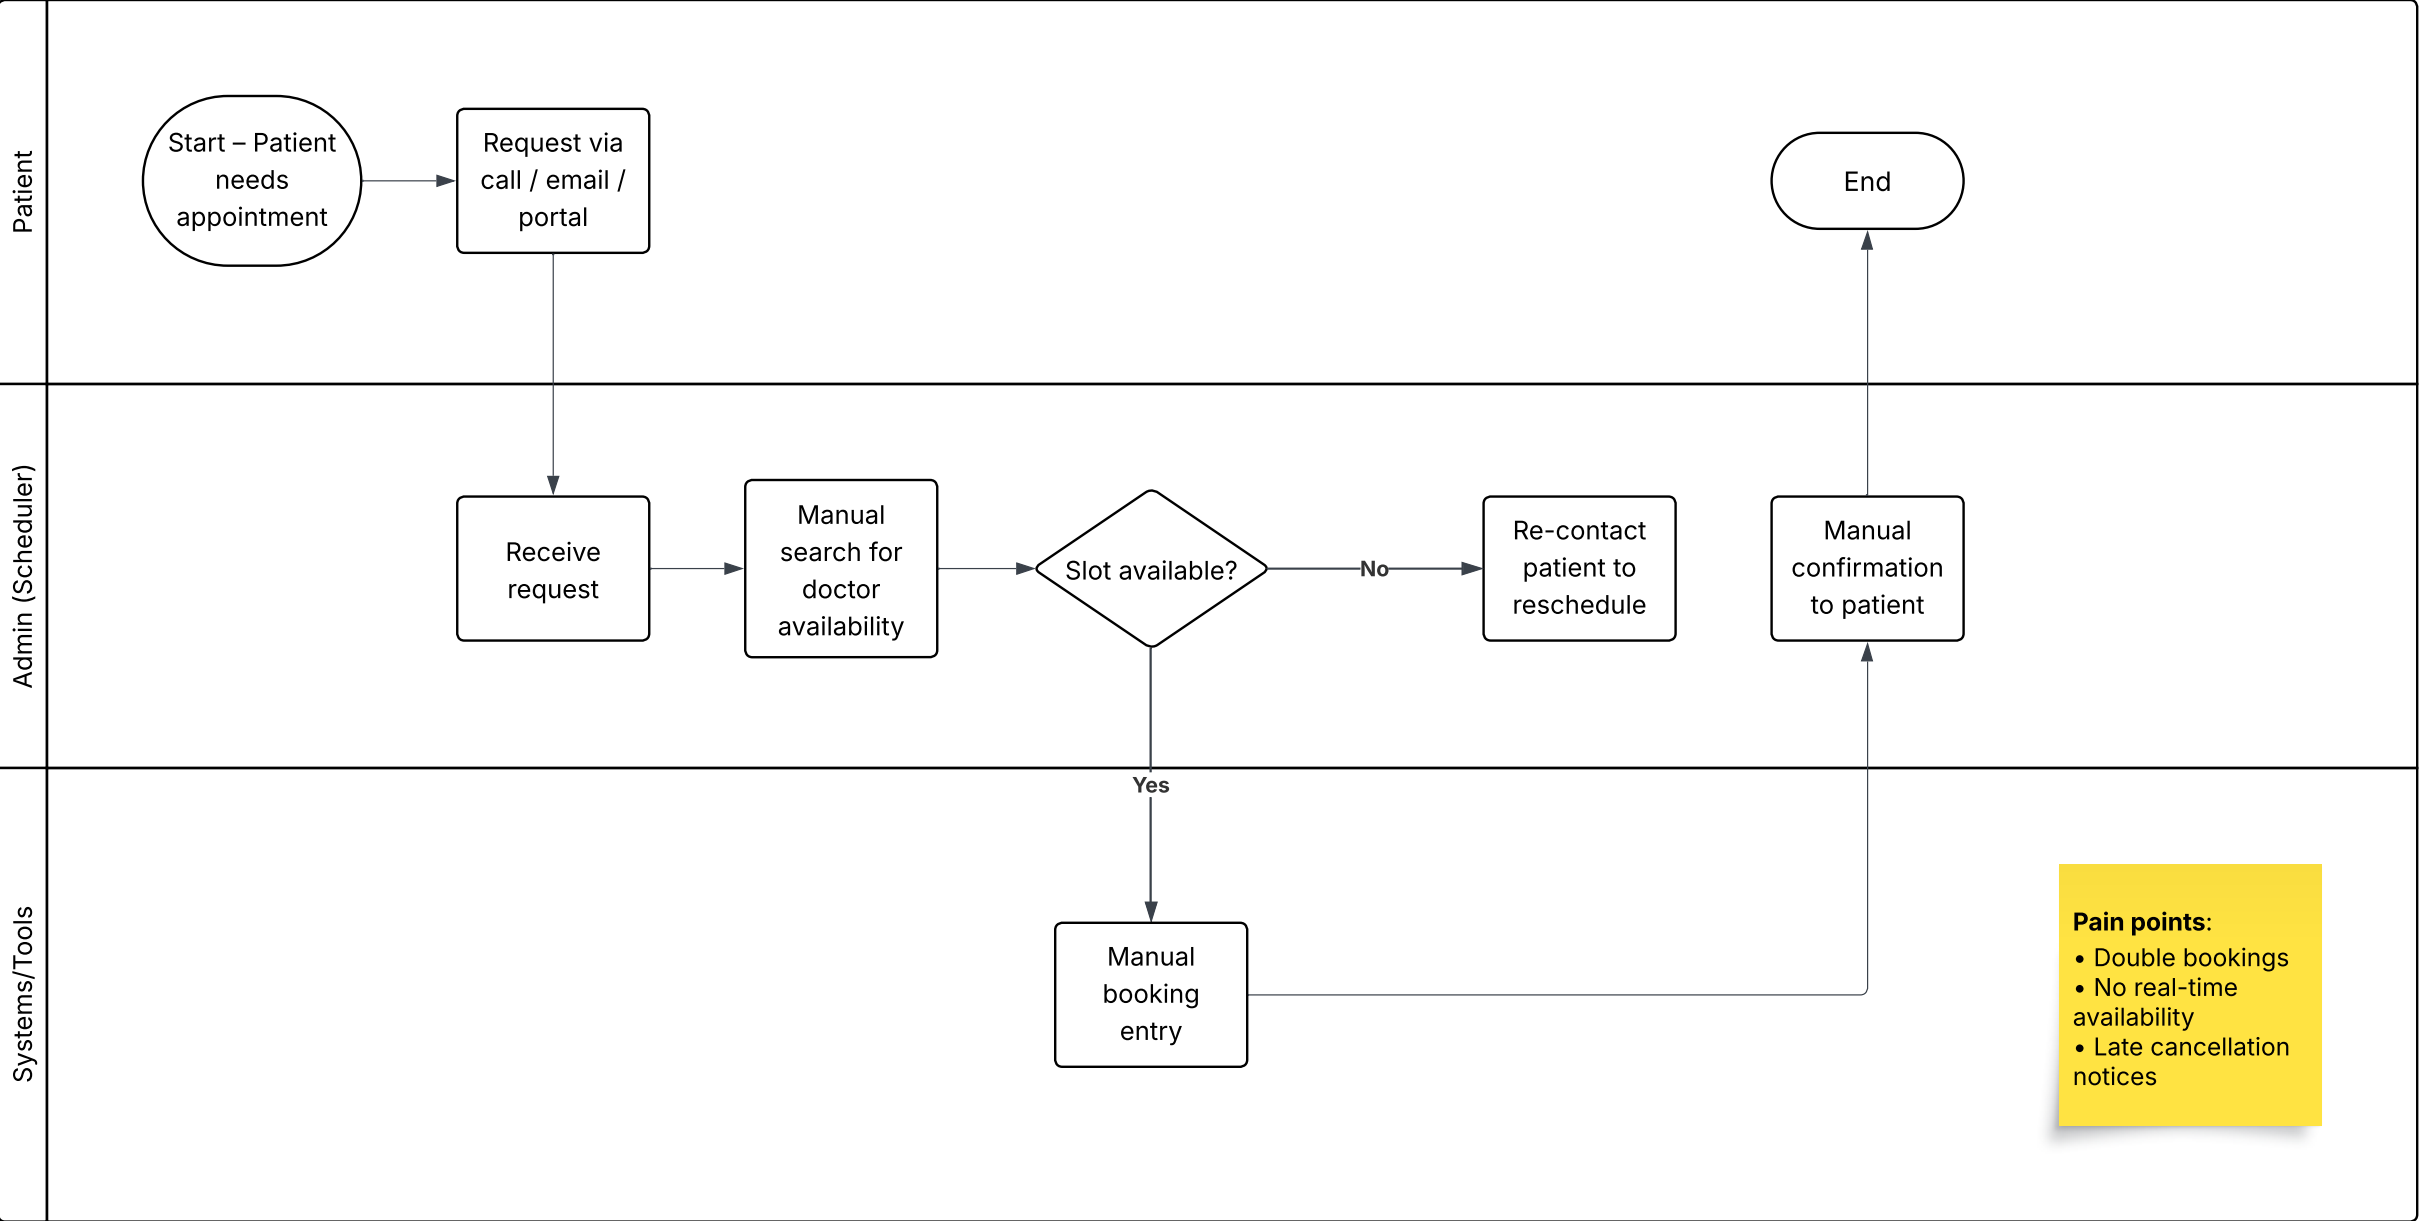 Patient
Start – Patient
needs
appointment
Request via
call / email /
portal
End
Admin (Scheduler)
Receive
request
Manual
search for
doctor
availability
Slot available?
No
Re-contact
patient to
reschedule
Manual
confirmation
to patient
Yes
Systems/Tools
Manual
booking
entry
Pain points:
• Double bookings
• No real-time
availability
• Late cancellation
notices